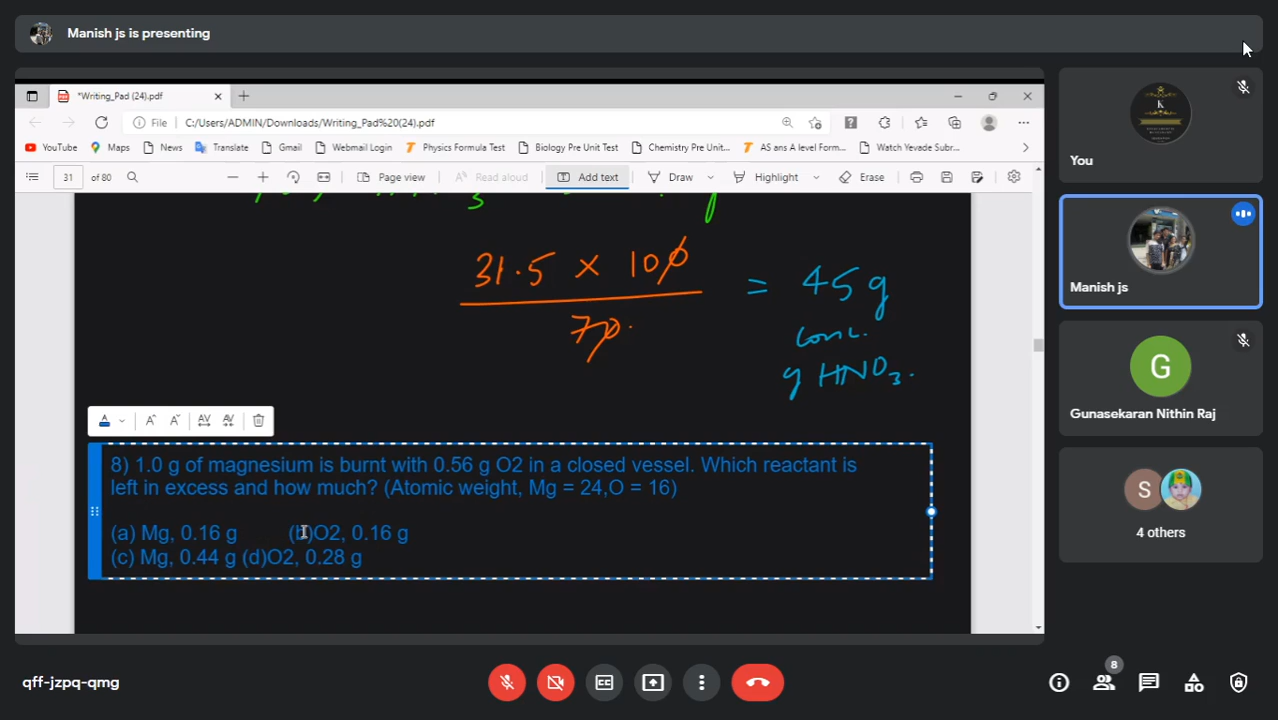 Manish js is presenting
*Writing_Pad (24).pdf
File C:/Users/ADMIN/Downloads/Writing_Pad%20(24).pdf
YouTube Maps News Translate Gmail Webmail Login Physics Formula Test Biology Pre Unit Test Chemistry Pre Unit... AS ans A level Form... Watch Yevade Subr...
31 of 80 Page view Read aloud Add text Draw Highlight Erase
31.5 × 100
= 45 g
70
conc.
g HNO3.
8) 1.0 g of magnesium is burnt with 0.56 g O2 in a closed vessel. Which reactant is
left in excess and how much? (Atomic weight, Mg = 24,O = 16)
(a) Mg, 0.16 g (b)O2, 0.16 g
(c) Mg, 0.44 g (d)O2, 0.28 g
K
You
Manish js
G
Gunasekaran Nithin Raj
S
4 others
qff-jzpq-qmg
8